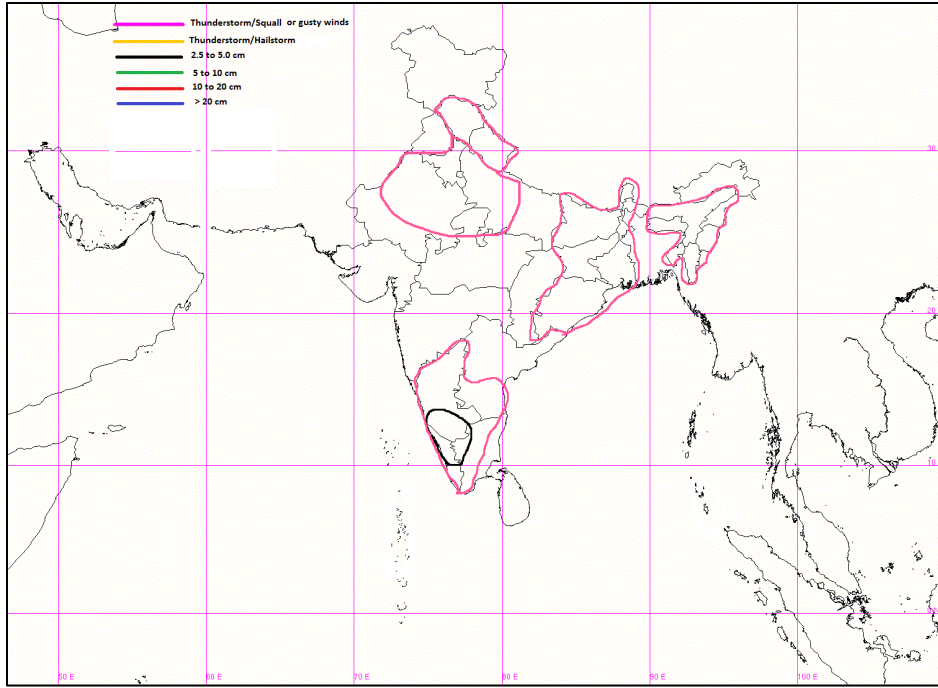 Thunderstorm/Squall or gusty winds
Thunderstorm/Hailstorm
2.5 to 5.0 cm
5 to 10 cm
10 to 20 cm
> 20 cm
30
20
10
50 E
60 E
70 E
80 E
90 E
100 E